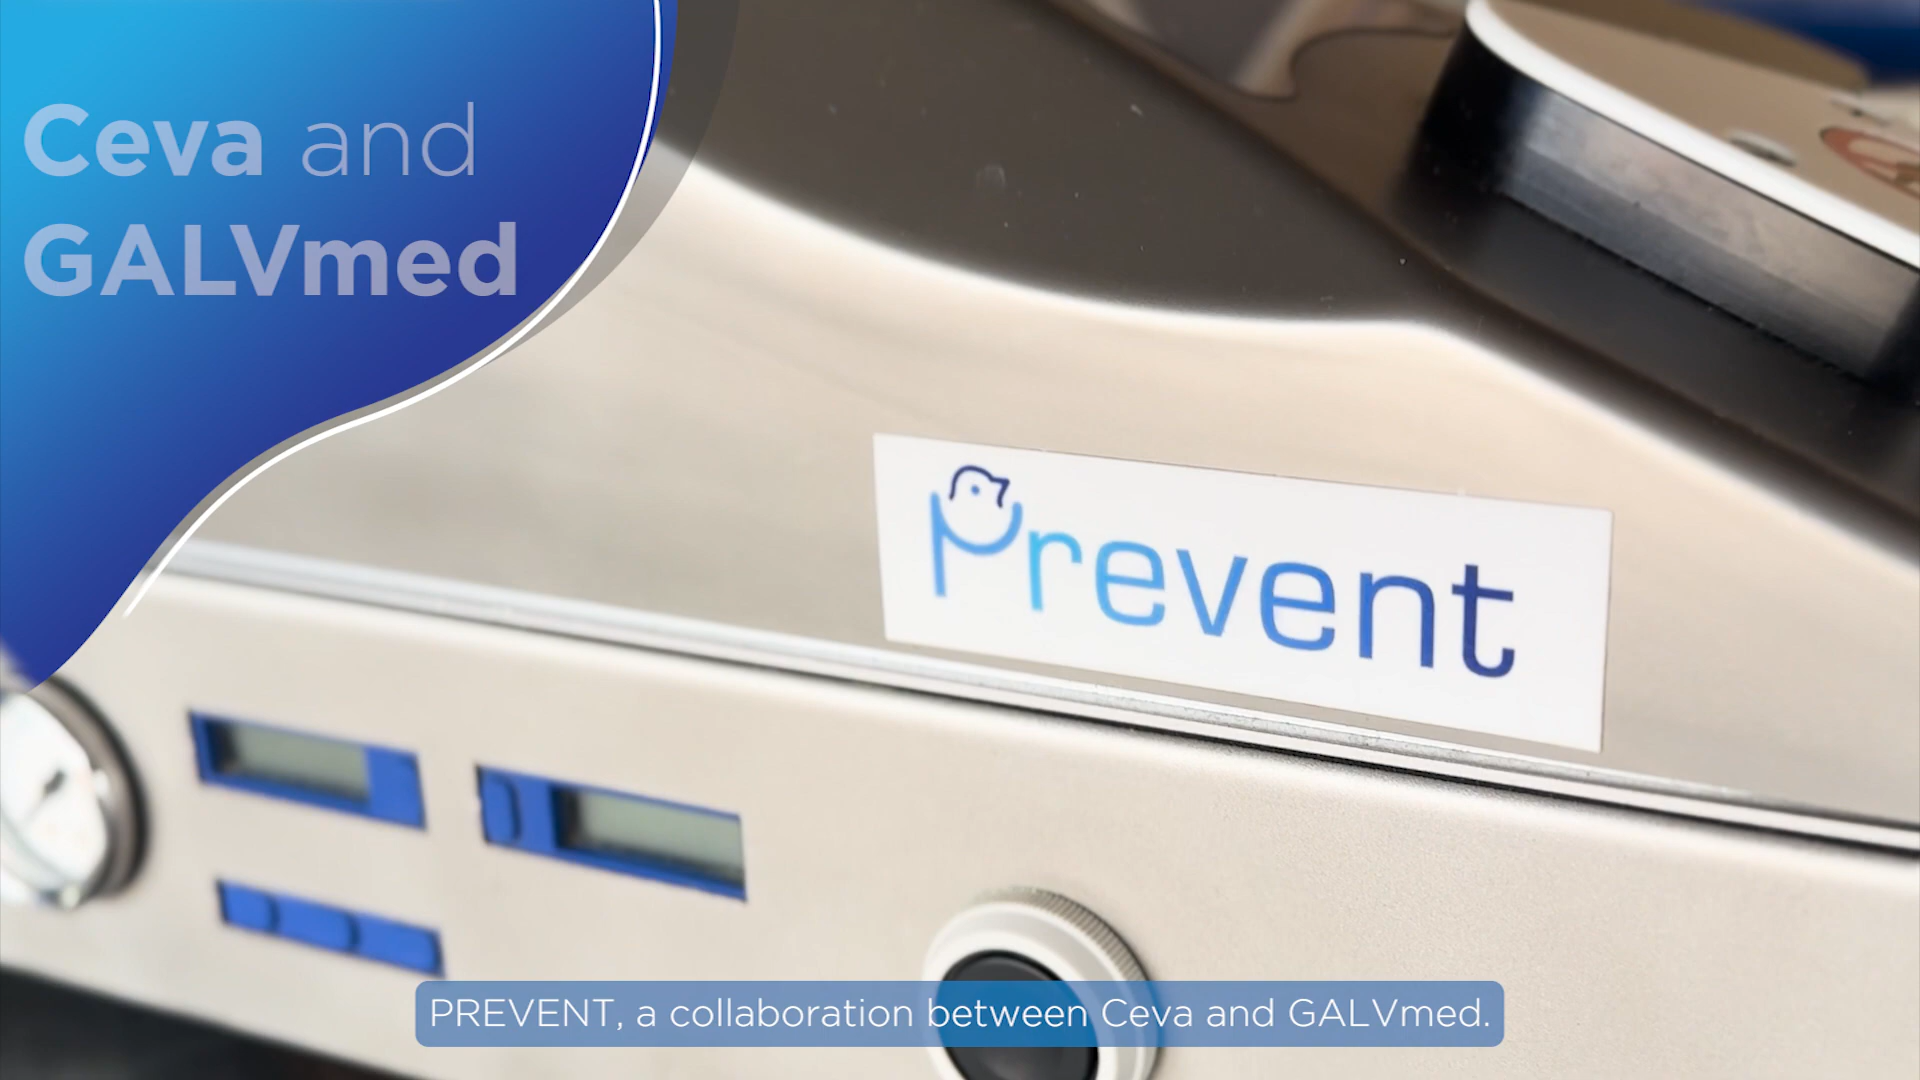 Ceva and
GALVmed
Prevent
PREVENT, a collaboration between Ceva and GALVmed.